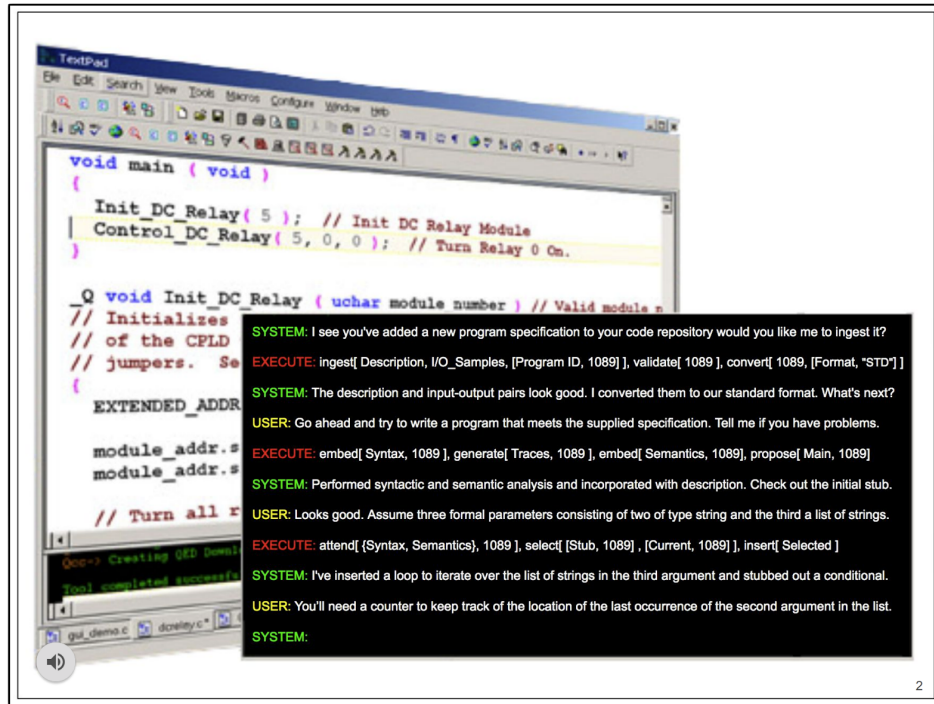 TextPad
File Edit Search View Tools Macros Configure Window Help
void main ( void )
{
Init_DC_Relay( 5 ); // Init DC Relay Module
Control_DC_Relay( 5, 0, 0 ); // Turn Relay 0 On.
}
_Q void Init_DC_Relay ( uchar module_number ) // Valid module n
// Initializes
// of the CPLD
// jumpers. Se
{
EXTENDED_ADDR
module_addr.s
module_addr.s
// Turn all r
SYSTEM: I see you've added a new program specification to your code repository would you like me to ingest it?
EXECUTE: ingest[ Description, I/O_Samples, [Program ID, 1089] ], validate[ 1089 ], convert[ 1089, [Format, "STD"] ]
SYSTEM: The description and input-output pairs look good. I converted them to our standard format. What's next?
USER: Go ahead and try to write a program that meets the supplied specification. Tell me if you have problems.
EXECUTE: embed[ Syntax, 1089 ], generate[ Traces, 1089 ], embed[ Semantics, 1089], propose[ Main, 1089]
SYSTEM: Performed syntactic and semantic analysis and incorporated with description. Check out the initial stub.
USER: Looks good. Assume three formal parameters consisting of two of type string and the third a list of strings.
EXECUTE: attend[ {Syntax, Semantics}, 1089 ], select[ [Stub, 1089] , [Current, 1089] ], insert[ Selected ]
SYSTEM: I've inserted a loop to iterate over the list of strings in the third argument and stubbed out a conditional.
USER: You'll need a counter to keep track of the location of the last occurrence of the second argument in the list.
SYSTEM:
Qcc-> Creating QED Downl
Tool completed successfu
gui_demo.c dcrelay.c*
2